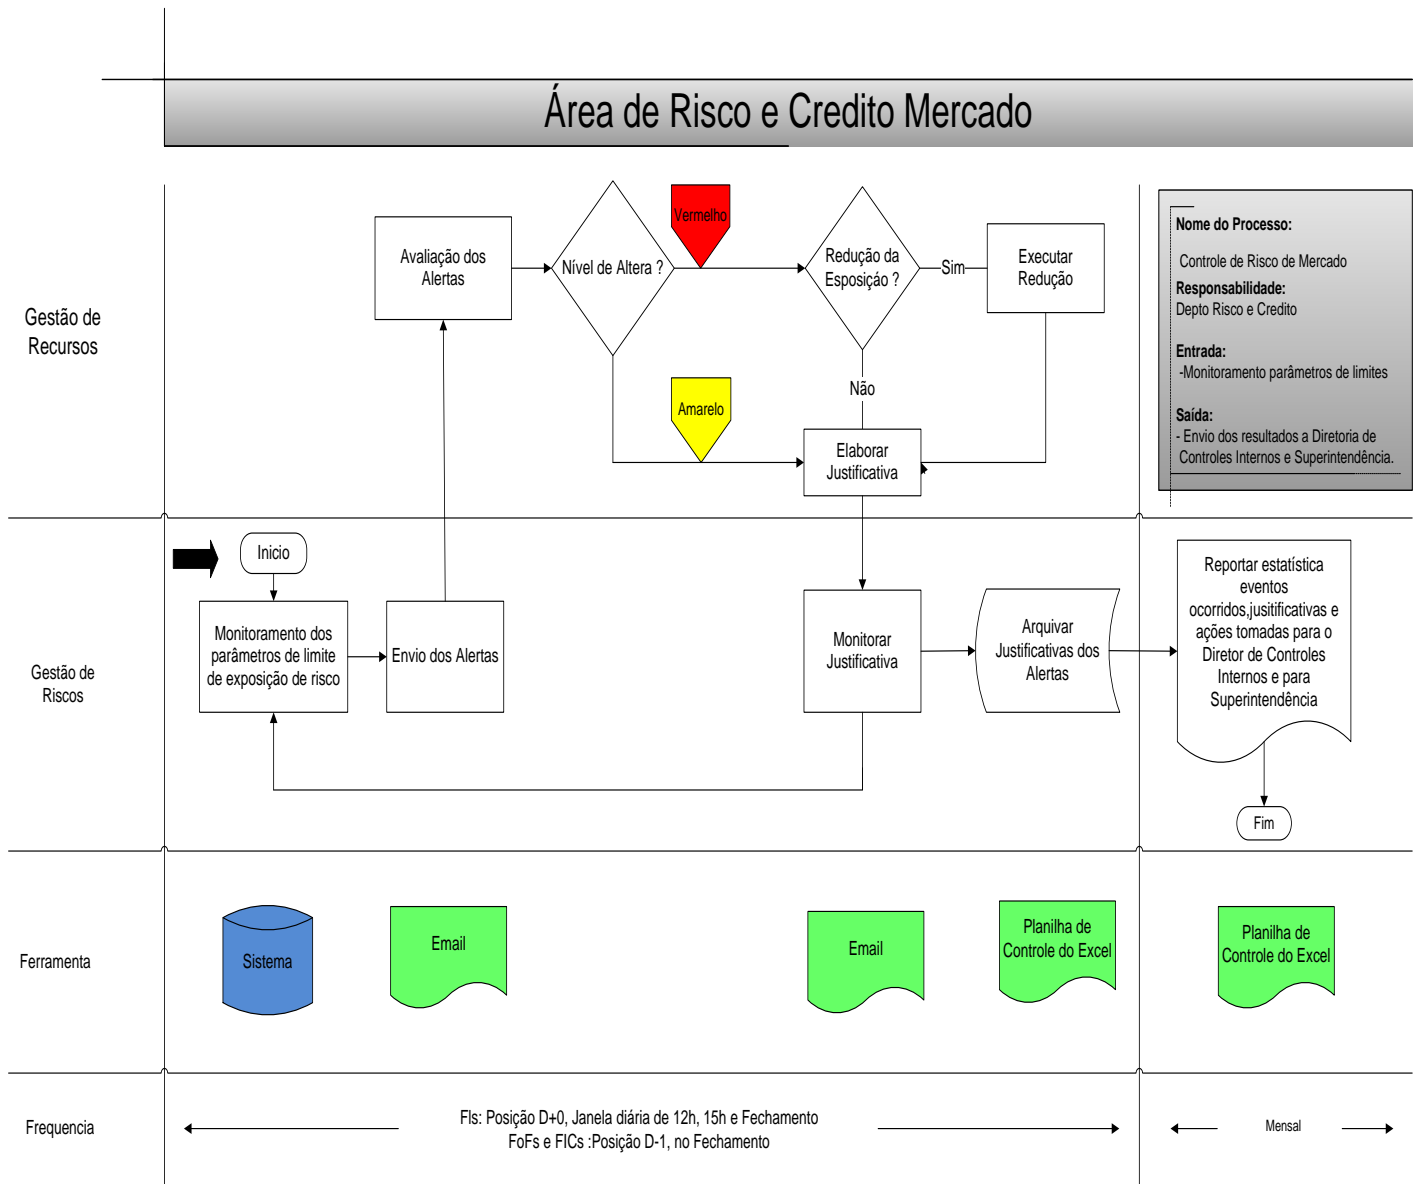 Área de Risco e Credito Mercado
Gestão de
Recursos
Avaliação dos
Alertas
Nível de Altera ?
Vermelho
Redução da
Esposição ?
Sim
Executar
Redução
Amarelo
Não
Elaborar
Justificativa
Nome do Processo:
Controle de Risco de Mercado
Responsabilidade:
Depto Risco e Credito
Entrada:
-Monitoramento parâmetros de limites
Saída:
- Envio dos resultados a Diretoria de
Controles Internos e Superintendência.
Gestão de
Riscos
Inicio
Monitoramento dos
parâmetros de limite
de exposição de risco
Envio dos Alertas
Monitorar
Justificativa
Arquivar
Justificativas dos
Alertas
Reportar estatística
eventos
ocorridos,jusitificativas e
ações tomadas para o
Diretor de Controles
Internos e para
Superintendência
Fim
Ferramenta
Sistema
Email
Email
Planilha de
Controle do Excel
Planilha de
Controle do Excel
Frequencia
FIs: Posição D+0, Janela diária de 12h, 15h e Fechamento
FoFs e FICs :Posição D-1, no Fechamento
Mensal